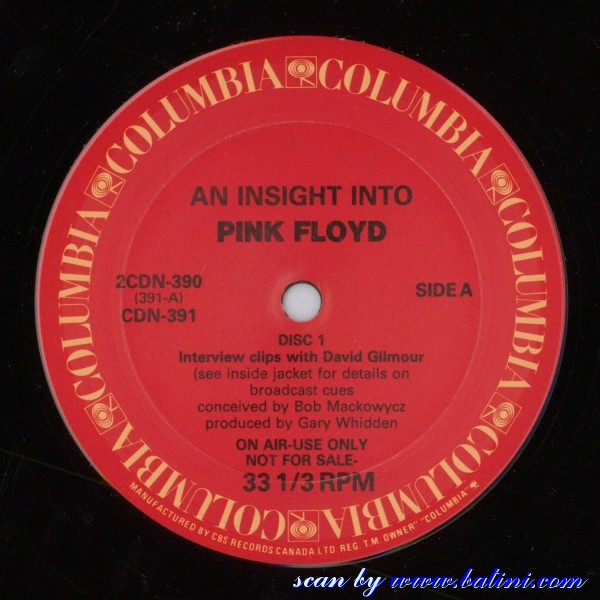 COLUMBIA COLUMBIA COLUMBIA COLUMBIA COLUMBIA COLUMBIA COLUMBIA COLUMBIA
AN INSIGHT INTO
PINK FLOYD
2CDN-390
(391-A)
CDN-391
SIDE A
DISC 1
Interview clips with David Gilmour
(see inside jacket for details on
broadcast cues
conceived by Bob Mackowycz
produced by Gary Whidden
ON AIR-USE ONLY
NOT FOR SALE-
33 1/3 RPM
MANUFACTURED BY CBS RECORDS CANADA LTD. REG. T.M. OWNER "COLUMBIA"
scan by www.batini.com